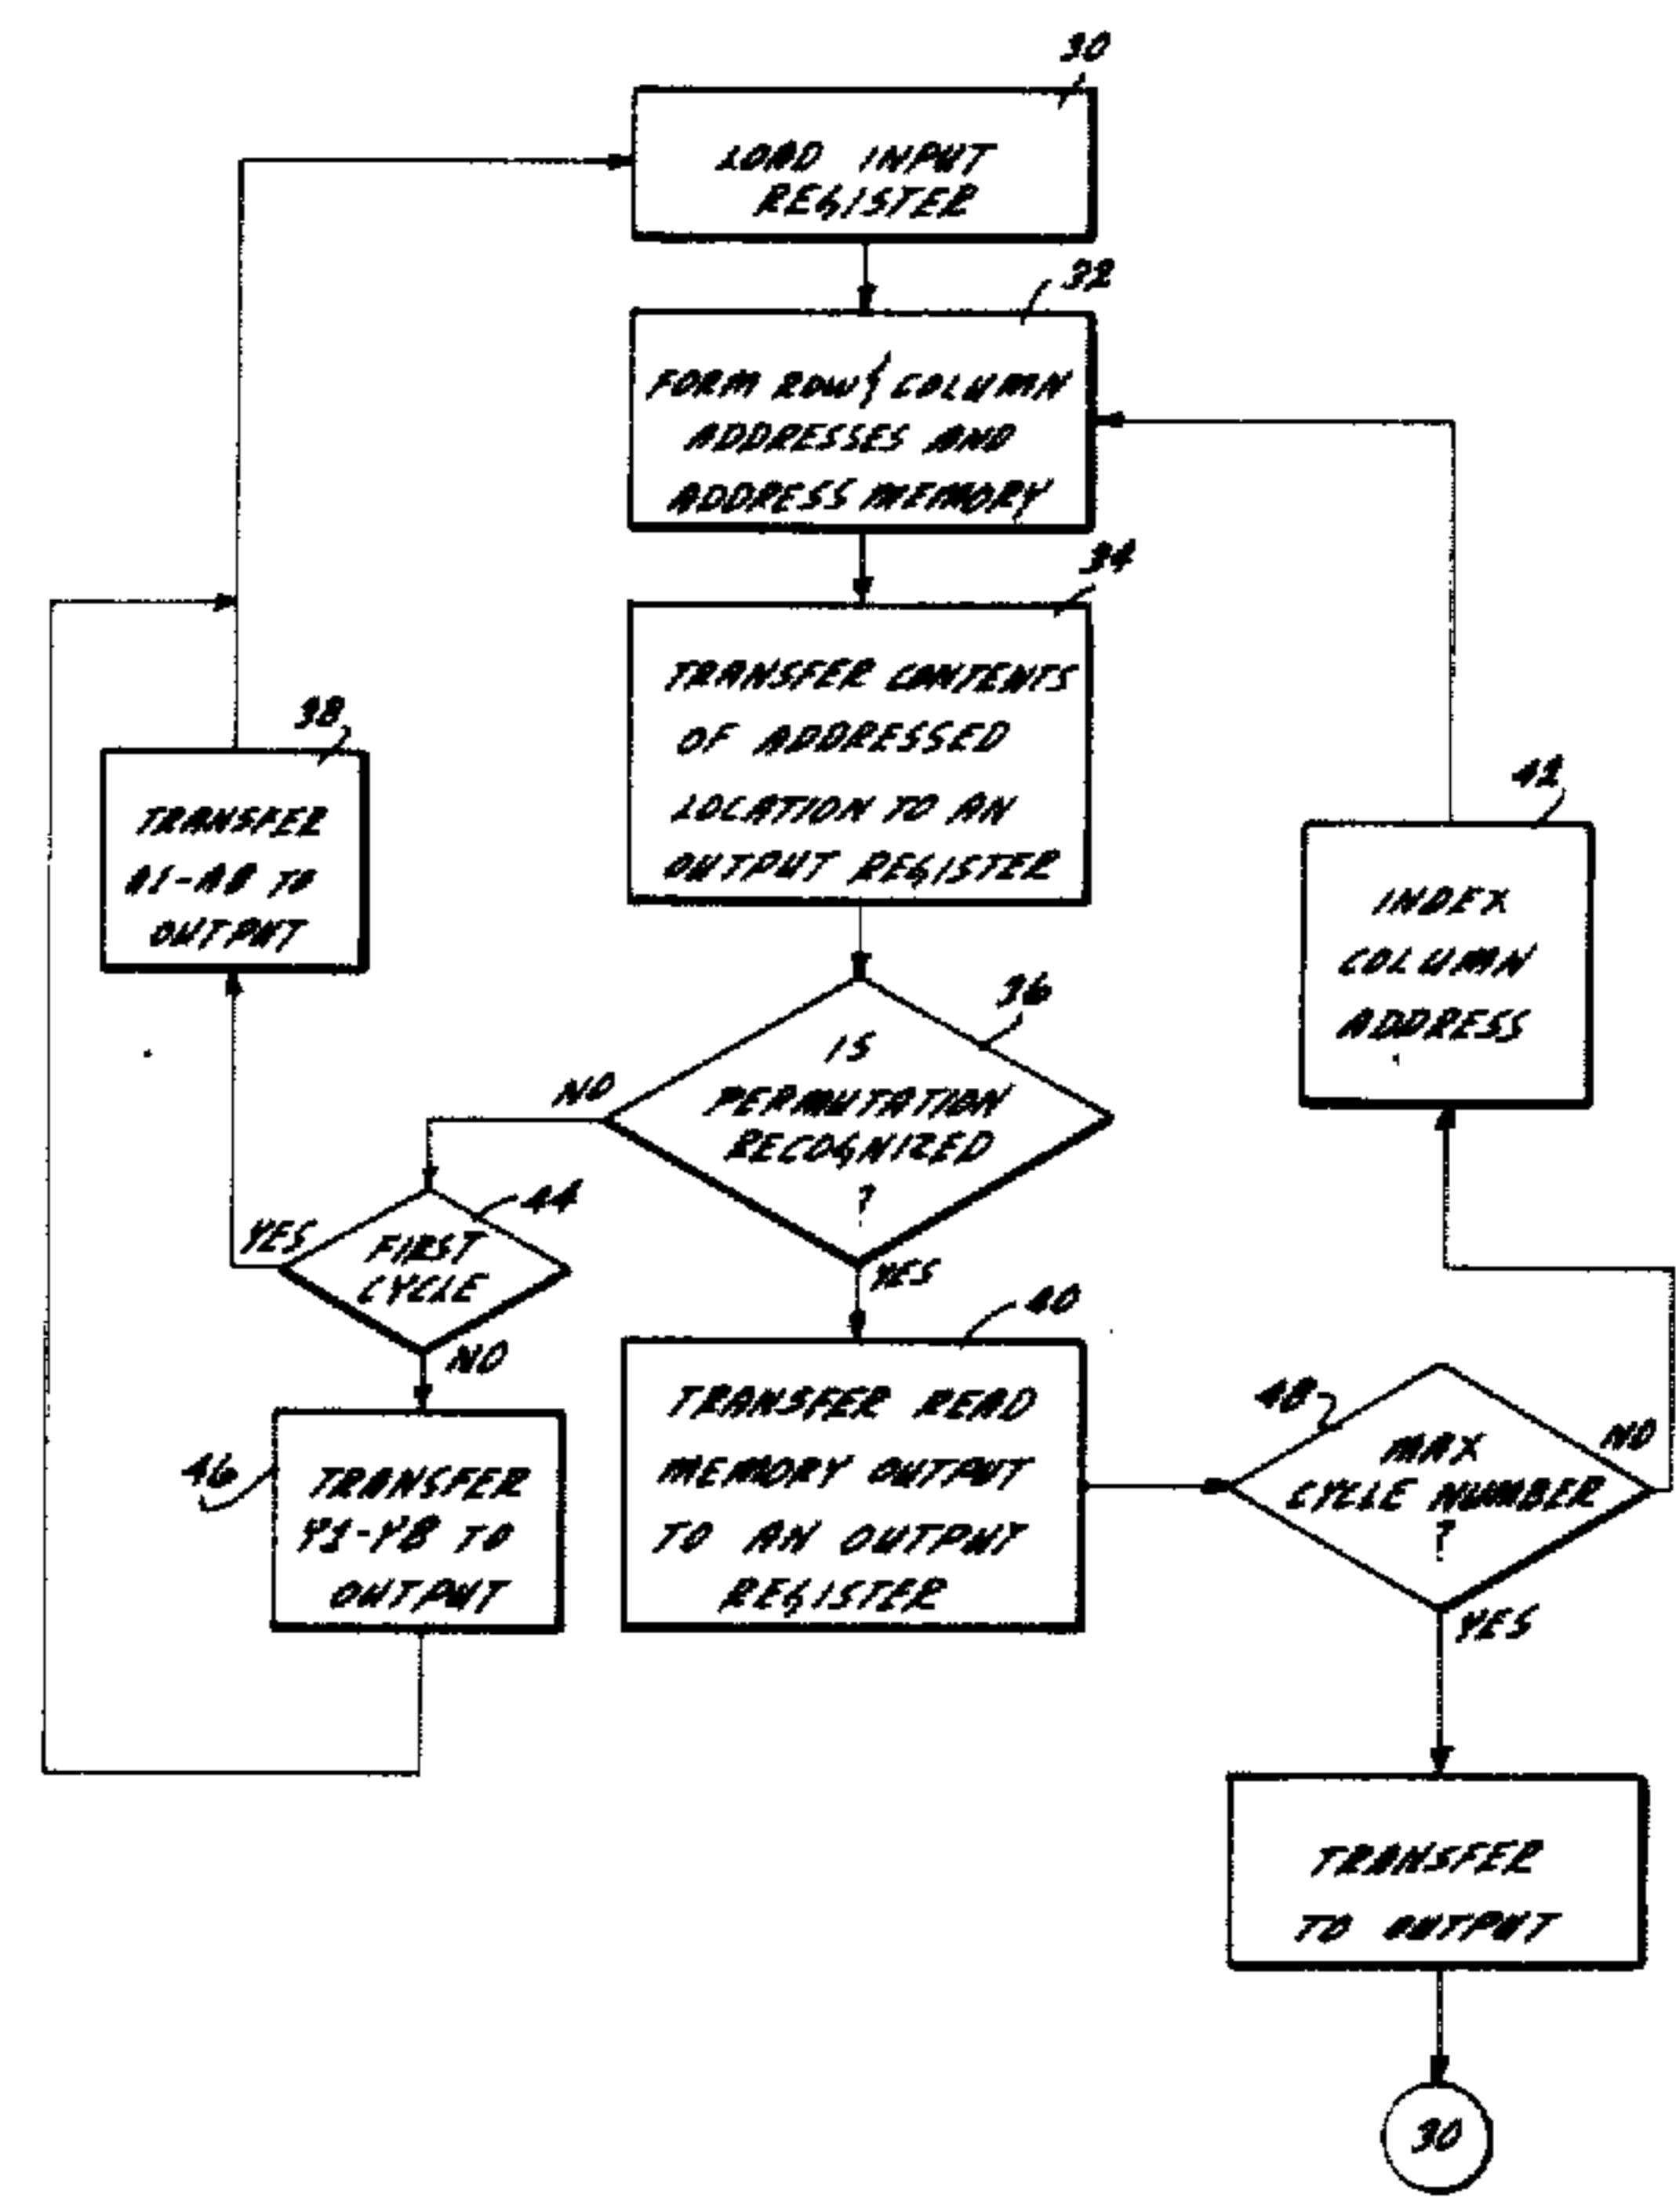 30
LOAD INPUT
REGISTER
32
FORM ROW & COLUMN
ADDRESSES AND
ADDRESS MEMORY
34
TRANSFER CONTENTS
OF ADDRESSED
LOCATION TO AN
OUTPUT REGISTER
38
TRANSFER
A1-A8 TO
OUTPUT
42
INDEX
COLUMN
ADDRESS
36
IS
PERMUTATION
RECOGNIZED
?
NO
YES
44
FIRST
CYCLE
YES
NO
40
TRANSFER READ
MEMORY OUTPUT
TO AN OUTPUT
REGISTER
46
TRANSFER
Y1-Y8 TO
OUTPUT
48
MAX
CYCLE NUMBER
?
NO
YES
TRANSFER
TO OUTPUT
30